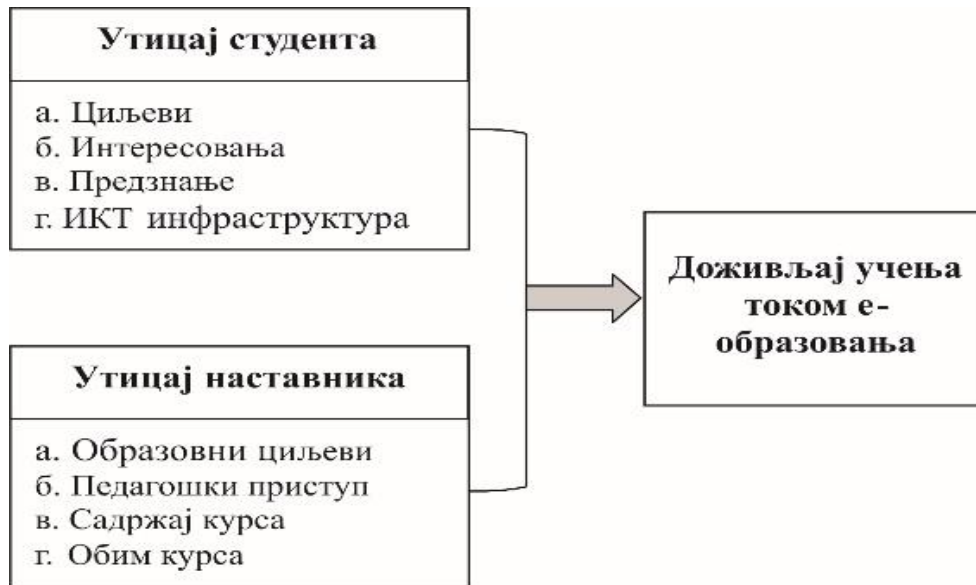 Утицај студента
а. Циљеви
б. Интересовања
в. Предзнање
г. ИКТ инфраструктура
Утицај наставника
а. Образовни циљеви
б. Педагошки приступ
в. Садржај курса
г. Обим курса
Доживљај учења
током е-
образовања